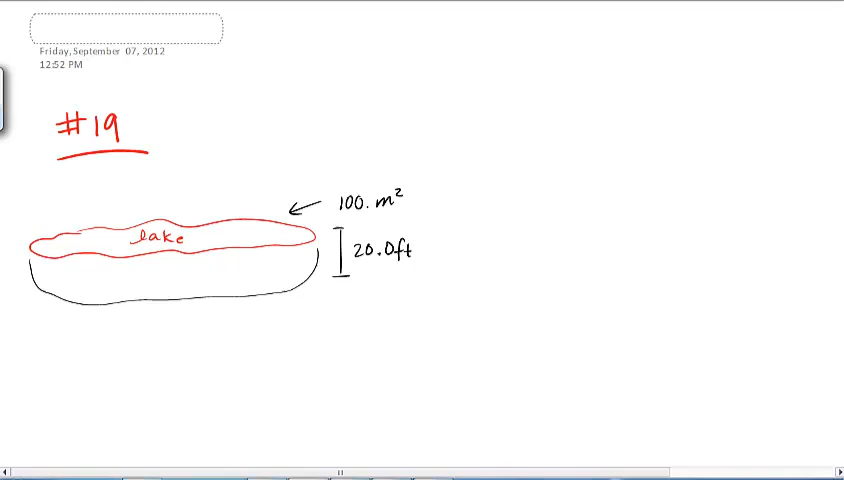 Friday, September 07, 2012
12:52 PM
#19
100. m²
lake
20.0ft